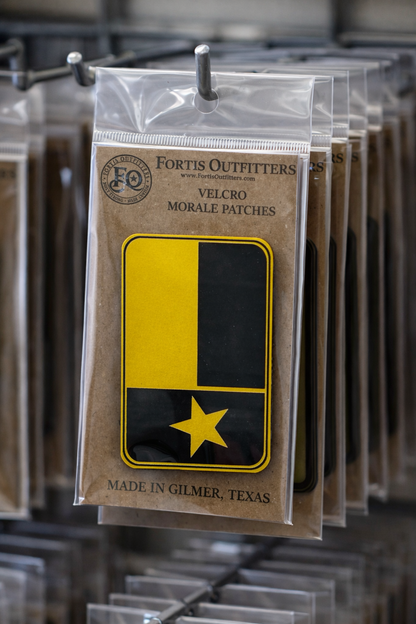 FORTIS OUTFITTERS
www.FortisOutfitters.com
FO
VELCRO
MORALE PATCHES
MADE IN GILMER, TEXAS